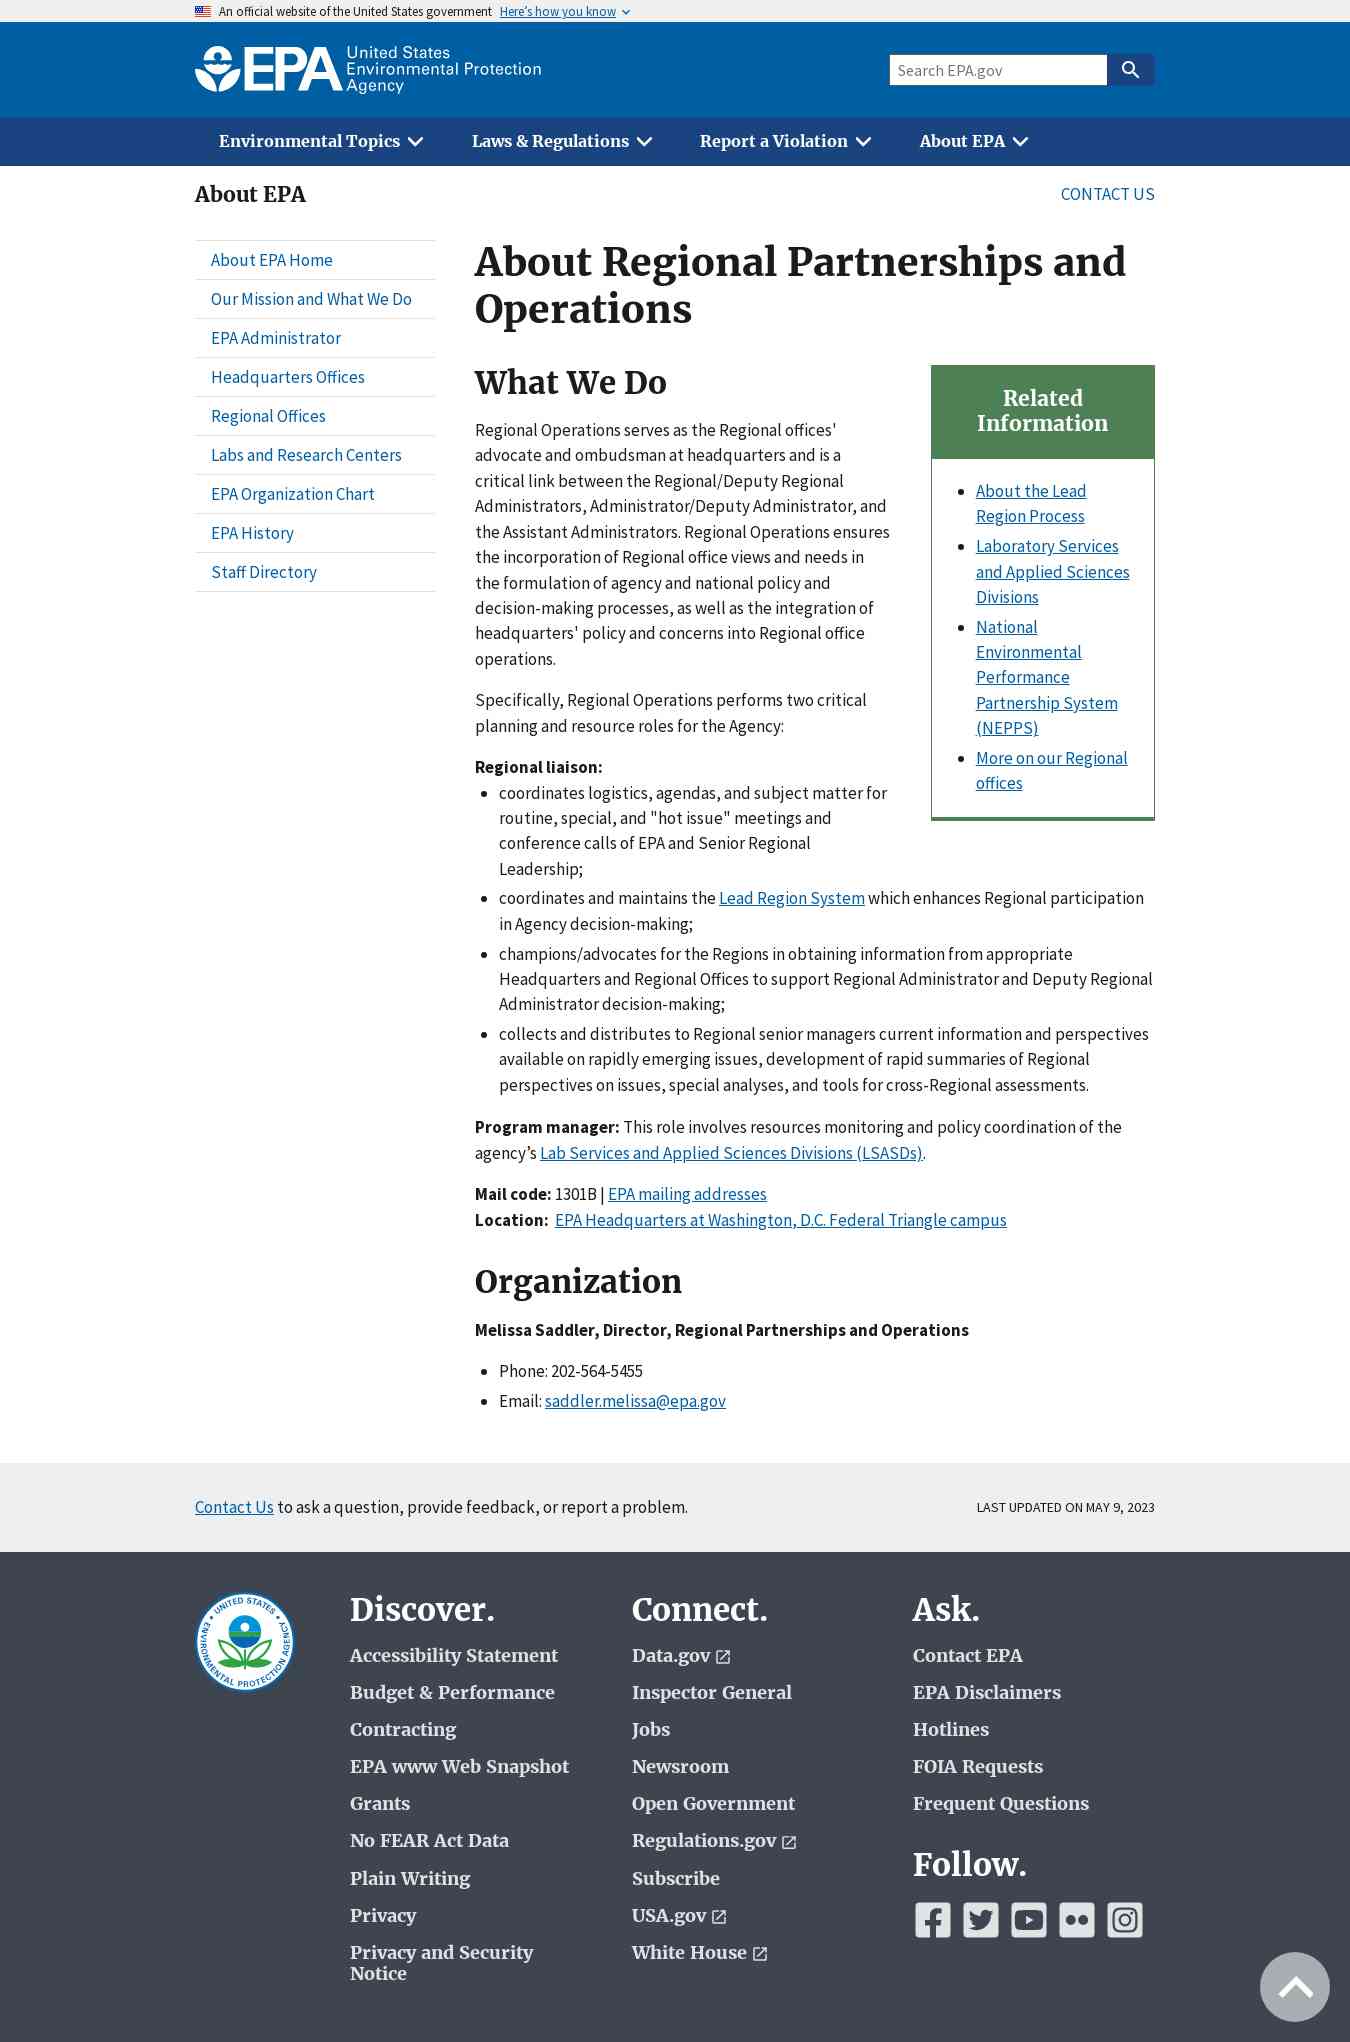 An official website of the United States government Here's how you know
EPA United States
Environmental Protection
Agency
Search EPA.gov
Environmental Topics
Laws & Regulations
Report a Violation
About EPA
About EPA
CONTACT US
About EPA Home
Our Mission and What We Do
EPA Administrator
Headquarters Offices
Regional Offices
Labs and Research Centers
EPA Organization Chart
EPA History
Staff Directory
About Regional Partnerships and
Operations
What We Do
Regional Operations serves as the Regional offices'
advocate and ombudsman at headquarters and is a
critical link between the Regional/Deputy Regional
Administrators, Administrator/Deputy Administrator, and
the Assistant Administrators. Regional Operations ensures
the incorporation of Regional office views and needs in
the formulation of agency and national policy and
decision-making processes, as well as the integration of
headquarters' policy and concerns into Regional office
operations.
Specifically, Regional Operations performs two critical
planning and resource roles for the Agency:
Regional liaison:
coordinates logistics, agendas, and subject matter for
routine, special, and "hot issue" meetings and
conference calls of EPA and Senior Regional
Leadership;
coordinates and maintains the Lead Region System which enhances Regional participation
in Agency decision-making;
champions/advocates for the Regions in obtaining information from appropriate
Headquarters and Regional Offices to support Regional Administrator and Deputy Regional
Administrator decision-making;
collects and distributes to Regional senior managers current information and perspectives
available on rapidly emerging issues, development of rapid summaries of Regional
perspectives on issues, special analyses, and tools for cross-Regional assessments.
Program manager: This role involves resources monitoring and policy coordination of the
agency’s Lab Services and Applied Sciences Divisions (LSASDs).
Mail code: 1301B | EPA mailing addresses
Location: EPA Headquarters at Washington, D.C. Federal Triangle campus
Related
Information
About the Lead
Region Process
Laboratory Services
and Applied Sciences
Divisions
National
Environmental
Performance
Partnership System
(NEPPS)
More on our Regional
offices
Organization
Melissa Saddler, Director, Regional Partnerships and Operations
Phone: 202-564-5455
Email: saddler.melissa@epa.gov
Contact Us to ask a question, provide feedback, or report a problem.
LAST UPDATED ON MAY 9, 2023
UNITED STATES
ENVIRONMENTAL PROTECTION AGENCY
Discover.
Accessibility Statement
Budget & Performance
Contracting
EPA www Web Snapshot
Grants
No FEAR Act Data
Plain Writing
Privacy
Privacy and Security
Notice
Connect.
Data.gov
Inspector General
Jobs
Newsroom
Open Government
Regulations.gov
Subscribe
USA.gov
White House
Ask.
Contact EPA
EPA Disclaimers
Hotlines
FOIA Requests
Frequent Questions
Follow.